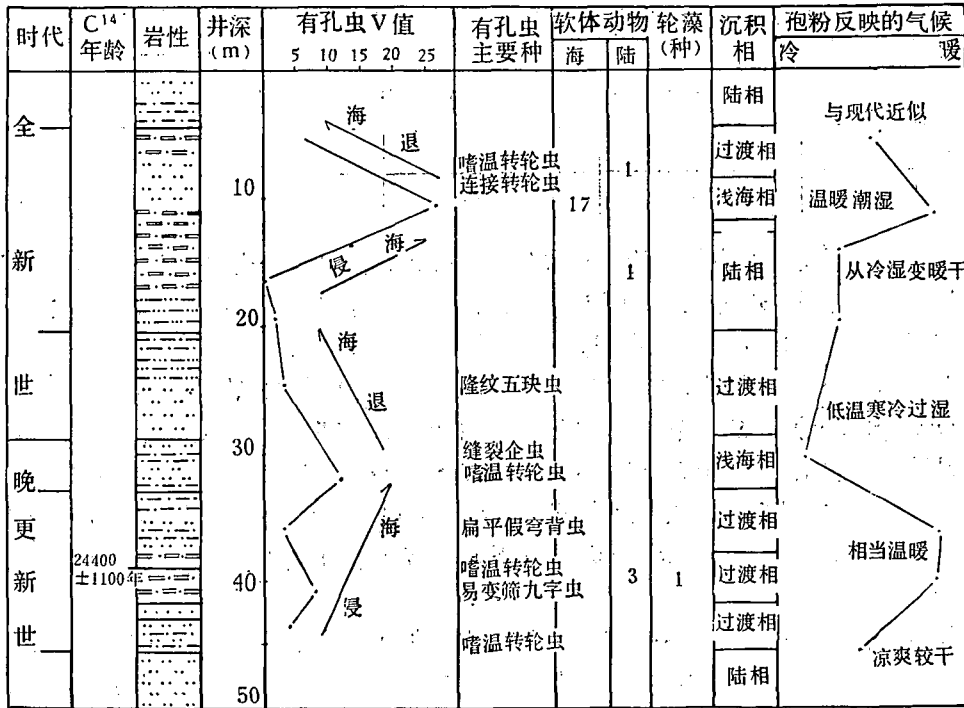 时代
C¹⁴
年龄
岩性
井深
(m)
有孔虫V值
5 10 20 25
有孔虫
主要种
软体动物
海 陆
轮藻
(种)
沉积
相
孢粉反映的气候
冷 暖
全
新
世
晚
更
新
世
24400
±1100年
10
20
30
40
50
海
退
海
侵
海
退
海
侵
嗜温转轮虫
连接转轮虫
隆纹五玦虫
缝裂企虫
嗜温转轮虫
扁平假弯背虫
嗜温转轮虫
易变筛九字虫
嗜温转轮虫
17
1
1
3
1
陆相
过渡相
浅海相
陆相
过渡相
浅海相
过渡相
过渡相
过渡相
陆相
与现代近似
温暖潮湿
从冷湿变暖干
低温寒冷过湿
相当温暖
凉爽较干